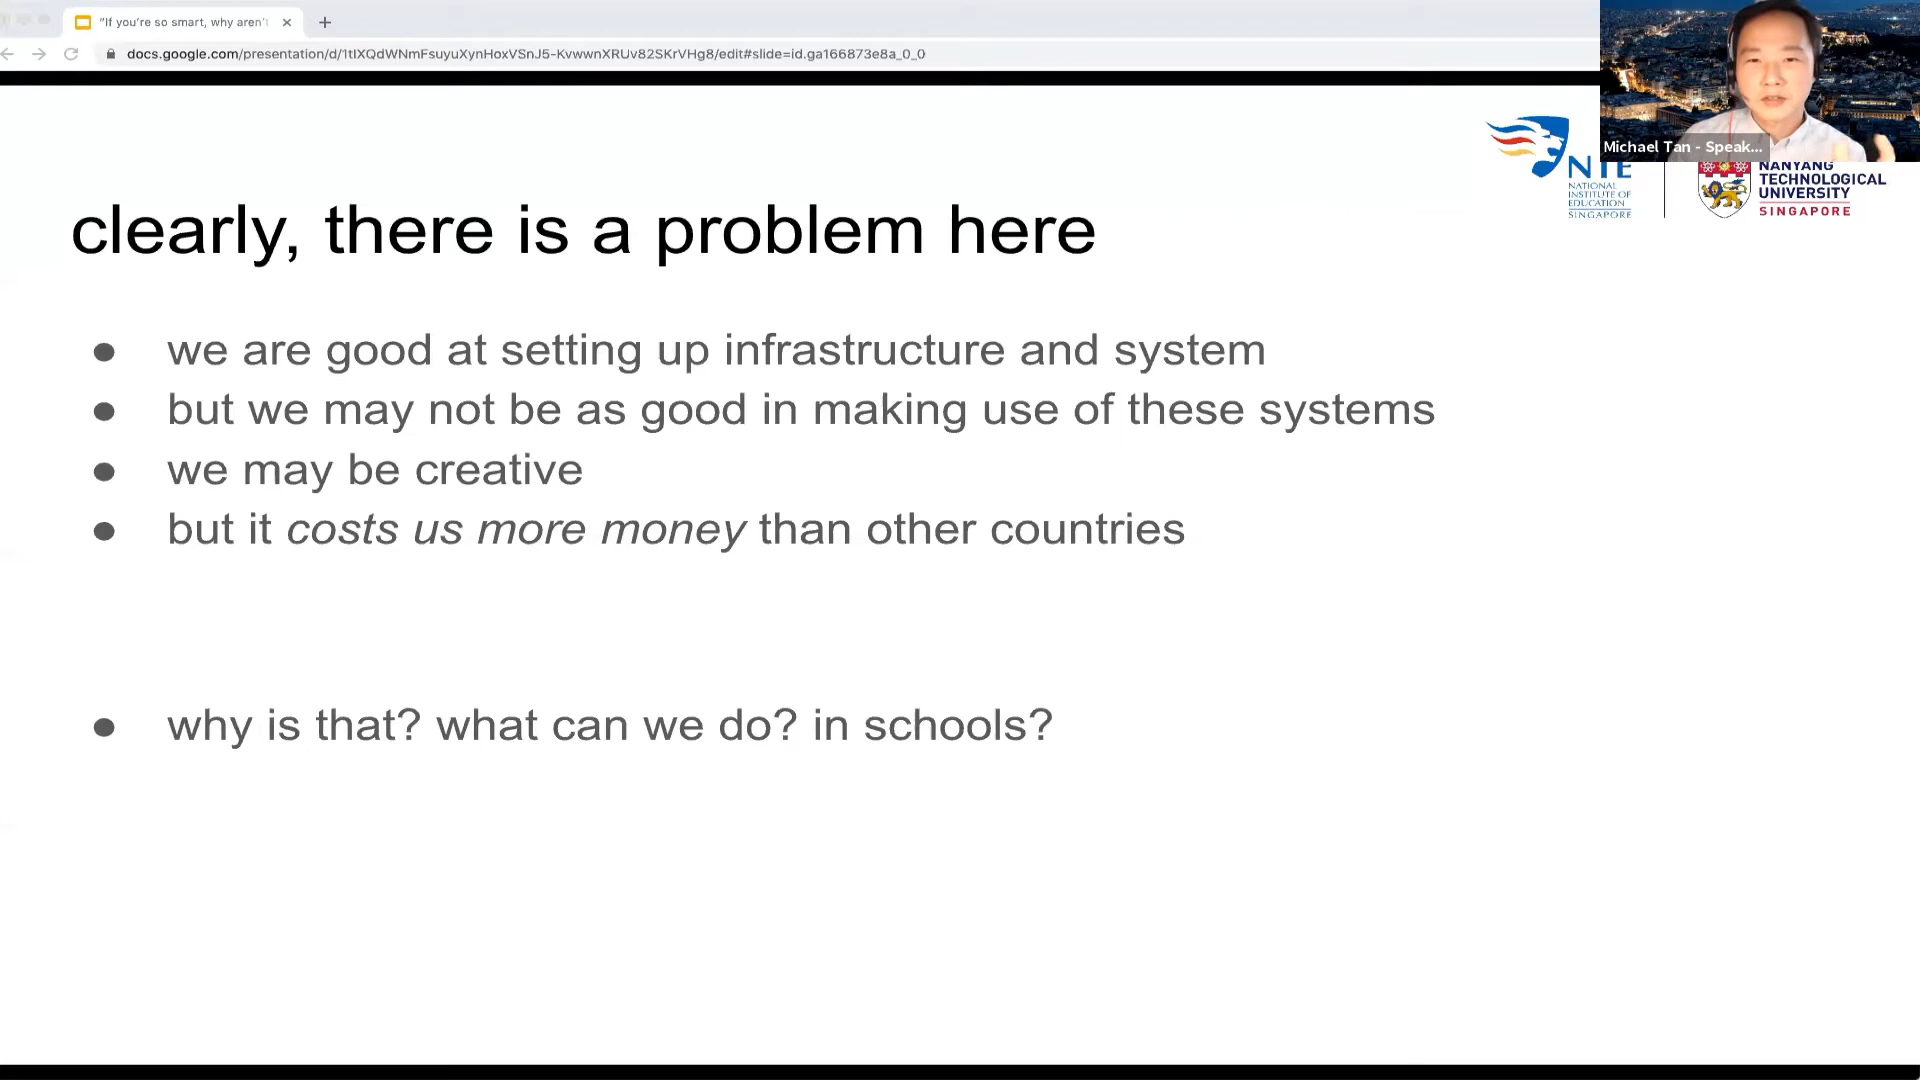 "If you're so smart, why aren't
docs.google.com/presentation/d/1tIXQdWNmFsuyuXynHoxVSnJ5-KvwwnXRUv82SKrVHg8/edit#slide=id.ga166873e8a_0_0
Michael Tan - Speak...
NIE
NATIONAL
INSTITUTE OF
EDUCATION
SINGAPORE
NANYANG
TECHNOLOGICAL
UNIVERSITY
SINGAPORE
clearly, there is a problem here
● we are good at setting up infrastructure and system
● but we may not be as good in making use of these systems
● we may be creative
● but it costs us more money than other countries
● why is that? what can we do? in schools?